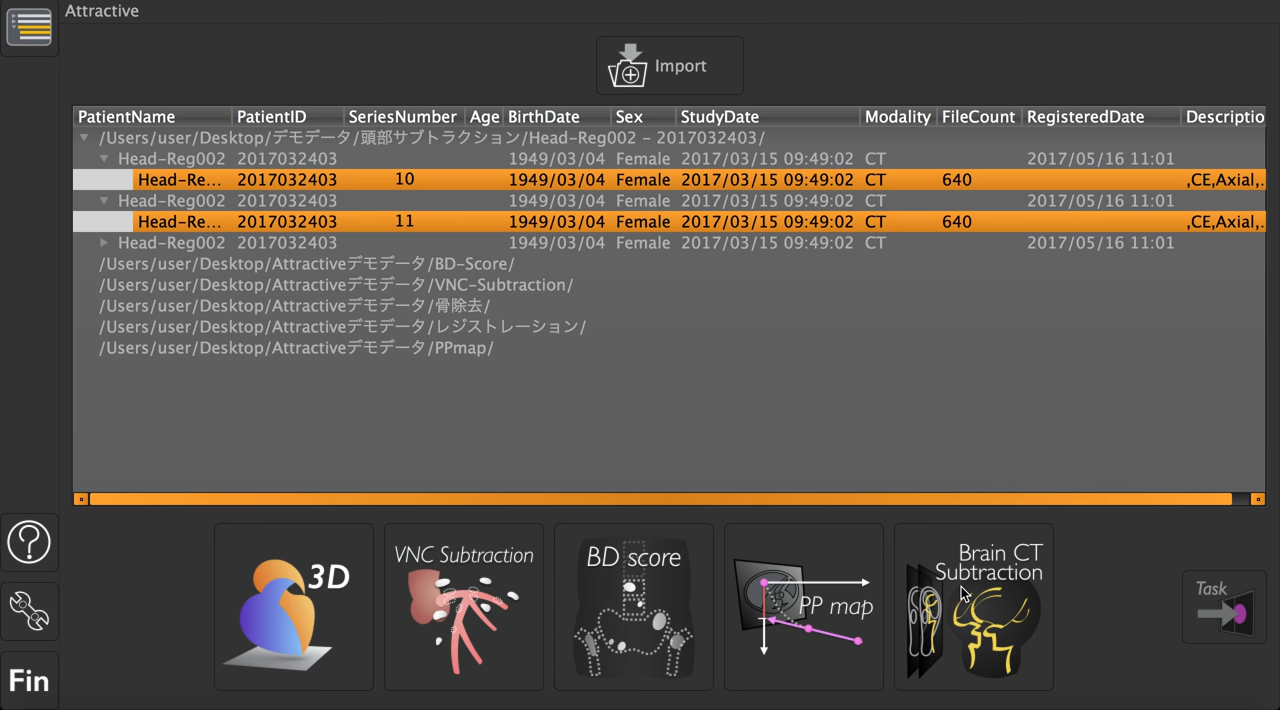 Attractive
Import
PatientName PatientID SeriesNumber Age BirthDate Sex StudyDate Modality FileCount RegisteredDate Descriptio
/Users/user/Desktop/デモデータ/頭部サブトラクション/Head-Reg002 - 2017032403/
Head-Reg002 2017032403 1949/03/04 Female 2017/03/15 09:49:02 CT 2017/05/16 11:01
Head-Re... 2017032403 10 1949/03/04 Female 2017/03/15 09:49:02 CT 640 ,CE,Axial,.
Head-Reg002 2017032403 1949/03/04 Female 2017/03/15 09:49:02 CT 2017/05/16 11:01
Head-Re... 2017032403 11 1949/03/04 Female 2017/03/15 09:49:02 CT 640 ,CE,Axial,.
Head-Reg002 2017032403 1949/03/04 Female 2017/03/15 09:49:02 CT 2017/05/16 11:01
/Users/user/Desktop/Attractiveデモデータ/BD-Score/
/Users/user/Desktop/Attractiveデモデータ/VNC-Subtraction/
/Users/user/Desktop/Attractiveデモデータ/骨除去/
/Users/user/Desktop/Attractiveデモデータ/レジストレーション/
/Users/user/Desktop/Attractiveデモデータ/PPmap/
3D
VNC Subtraction
BD score
PP map
Brain CT
Subtraction
Task
Fin